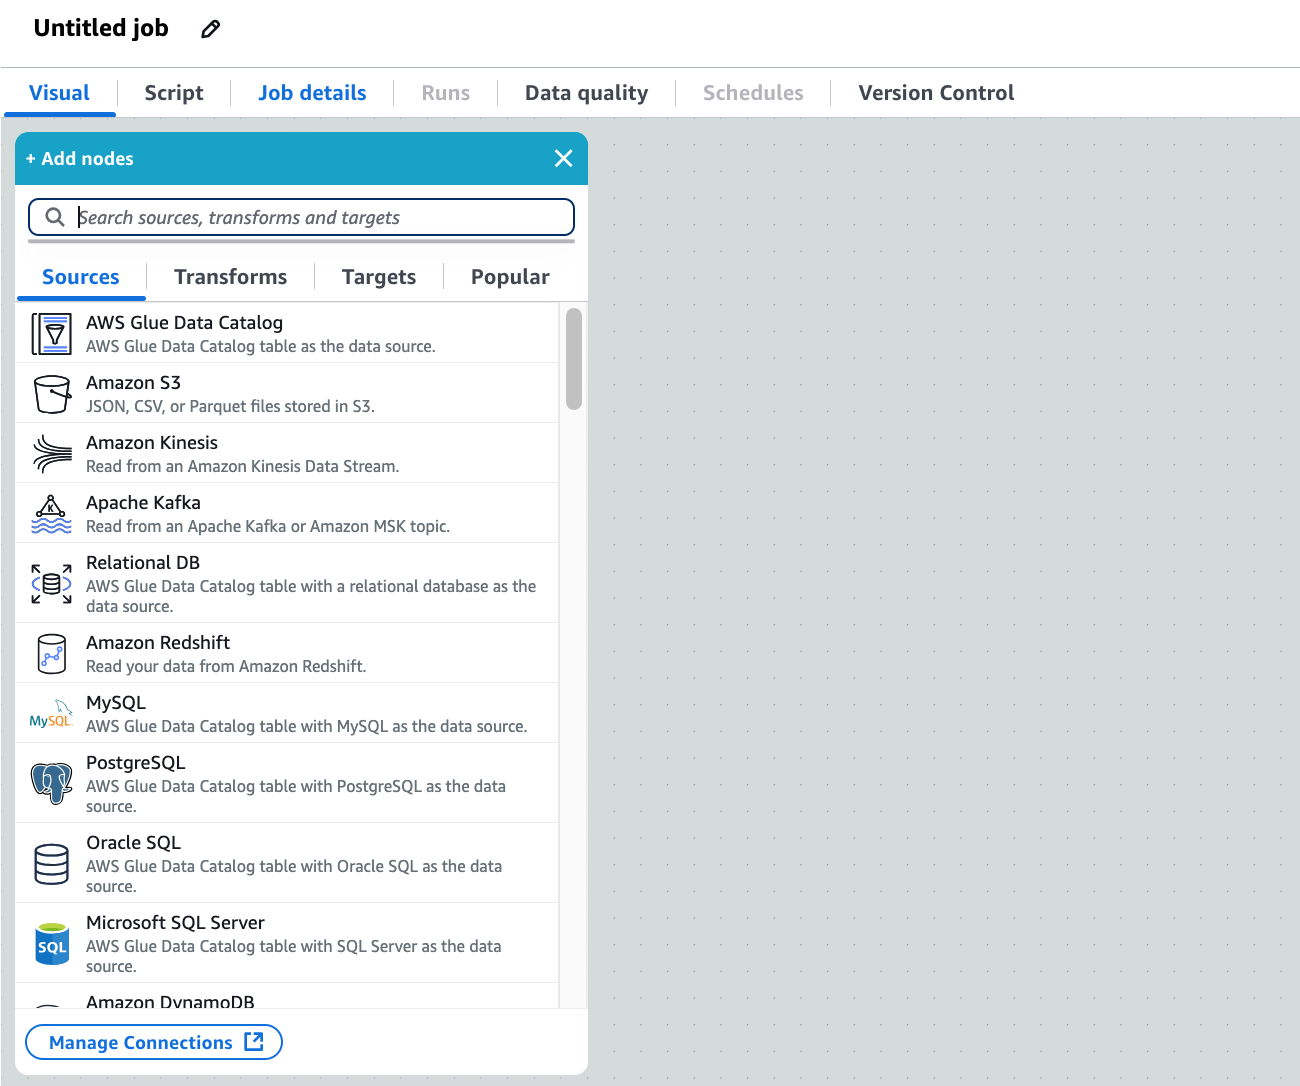 Untitled job
Visual
Script
Job details
Runs
Data quality
Schedules
Version Control
+ Add nodes
Search sources, transforms and targets
Sources
Transforms
Targets
Popular
AWS Glue Data Catalog
AWS Glue Data Catalog table as the data source.
Amazon S3
JSON, CSV, or Parquet files stored in S3.
Amazon Kinesis
Read from an Amazon Kinesis Data Stream.
K
Apache Kafka
Read from an Apache Kafka or Amazon MSK topic.
Relational DB
AWS Glue Data Catalog table with a relational database as the
data source.
Amazon Redshift
Read your data from Amazon Redshift.
MySQL
MySQL
AWS Glue Data Catalog table with MySQL as the data source.
PostgreSQL
AWS Glue Data Catalog table with PostgreSQL as the data
source.
Oracle SQL
AWS Glue Data Catalog table with Oracle SQL as the data
source.
SQL
Microsoft SQL Server
AWS Glue Data Catalog table with SQL Server as the data
source.
Amazon DynamoDB
Manage Connections